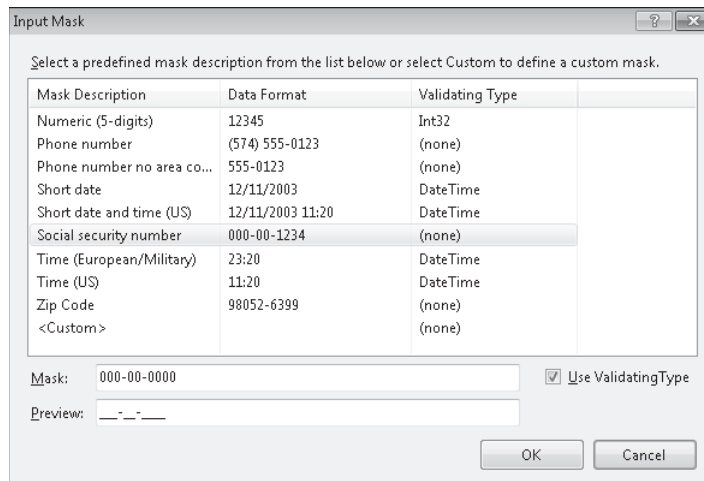 Input Mask
Select a predefined mask description from the list below or select Custom to define a custom mask.
Mask Description Data Format Validating Type
Numeric (5-digits) 12345 Int32
Phone number (574) 555-0123 (none)
Phone number no area co... 555-0123 (none)
Short date 12/11/2003 DateTime
Short date and time (US) 12/11/2003 11:20 DateTime
Social security number 000-00-1234 (none)
Time (European/Military) 23:20 DateTime
Time (US) 11:20 DateTime
Zip Code 98052-6399 (none)
<Custom> (none)
Mask: 000-00-0000 Use ValidatingType
Preview: ___-__-____
OK Cancel